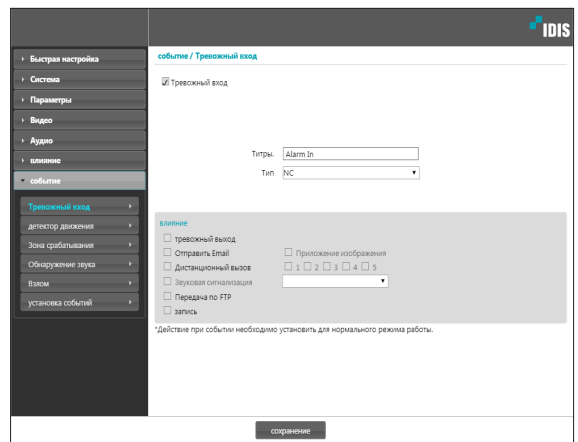 IDIS
Быстрая настройка
Система
Параметры
Видео
Аудио
влияние
событие
Тревожный вход
детектор движения
Зона срабатывания
Обнаружение звука
Взлом
установка событий
событие / Тревожный вход
Тревожный вход
Титры. Alarm In
Тип NC
влияние
тревожный выход
Отправить Email Приложение изображения
Дистанционный вызов 1 2 3 4 5
Звуковая сигнализация
Передача по FTP
запись
*Действие при событии необходимо установить для нормального режима работы.
сохранение